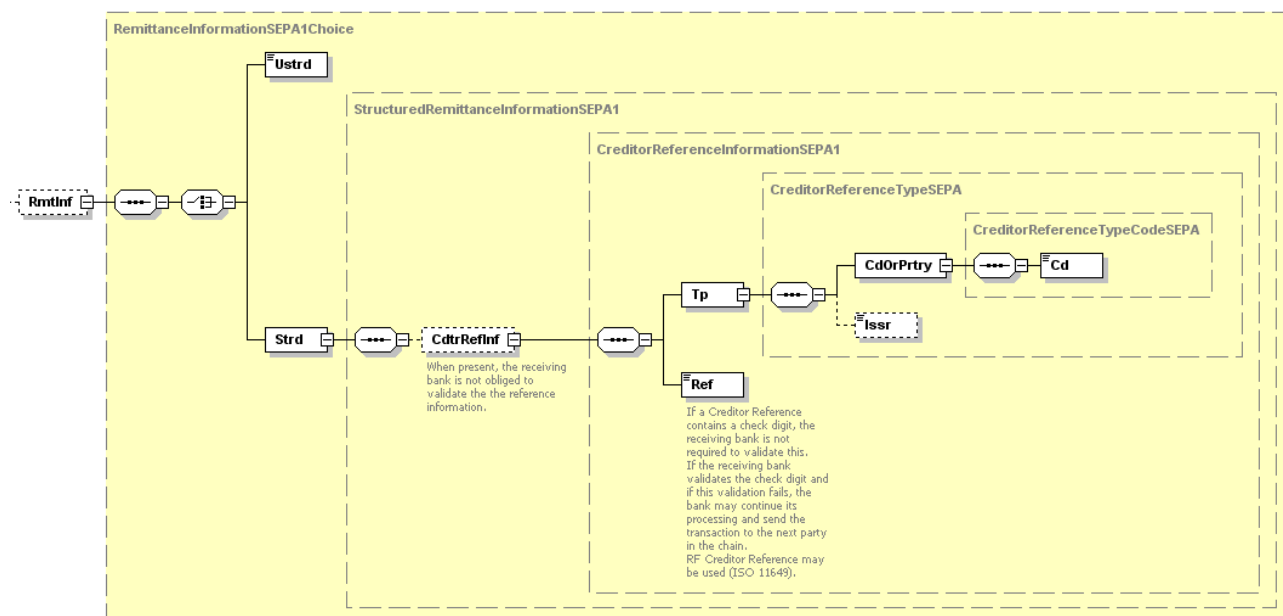 RemittanceInformationSEPA1Choice
Ustrd
StructuredRemittanceInformationSEPA1
CreditorReferenceInformationSEPA1
CreditorReferenceTypeSEPA
RmtInf
CreditorReferenceTypeCodeSEPA
CdOrPrtry
Cd
Tp
Issr
Strd
CdtrRefInf
When present, the receiving
bank is not obliged to
validate the the reference
information.
Ref
If a Creditor Reference
contains a check digit, the
receiving bank is not
required to validate this.
If the receiving bank
validates the check digit and
if this validation fails, the
bank may continue its
processing and send the
transaction to the next party
in the chain.
RF Creditor Reference may
be used (ISO 11649).